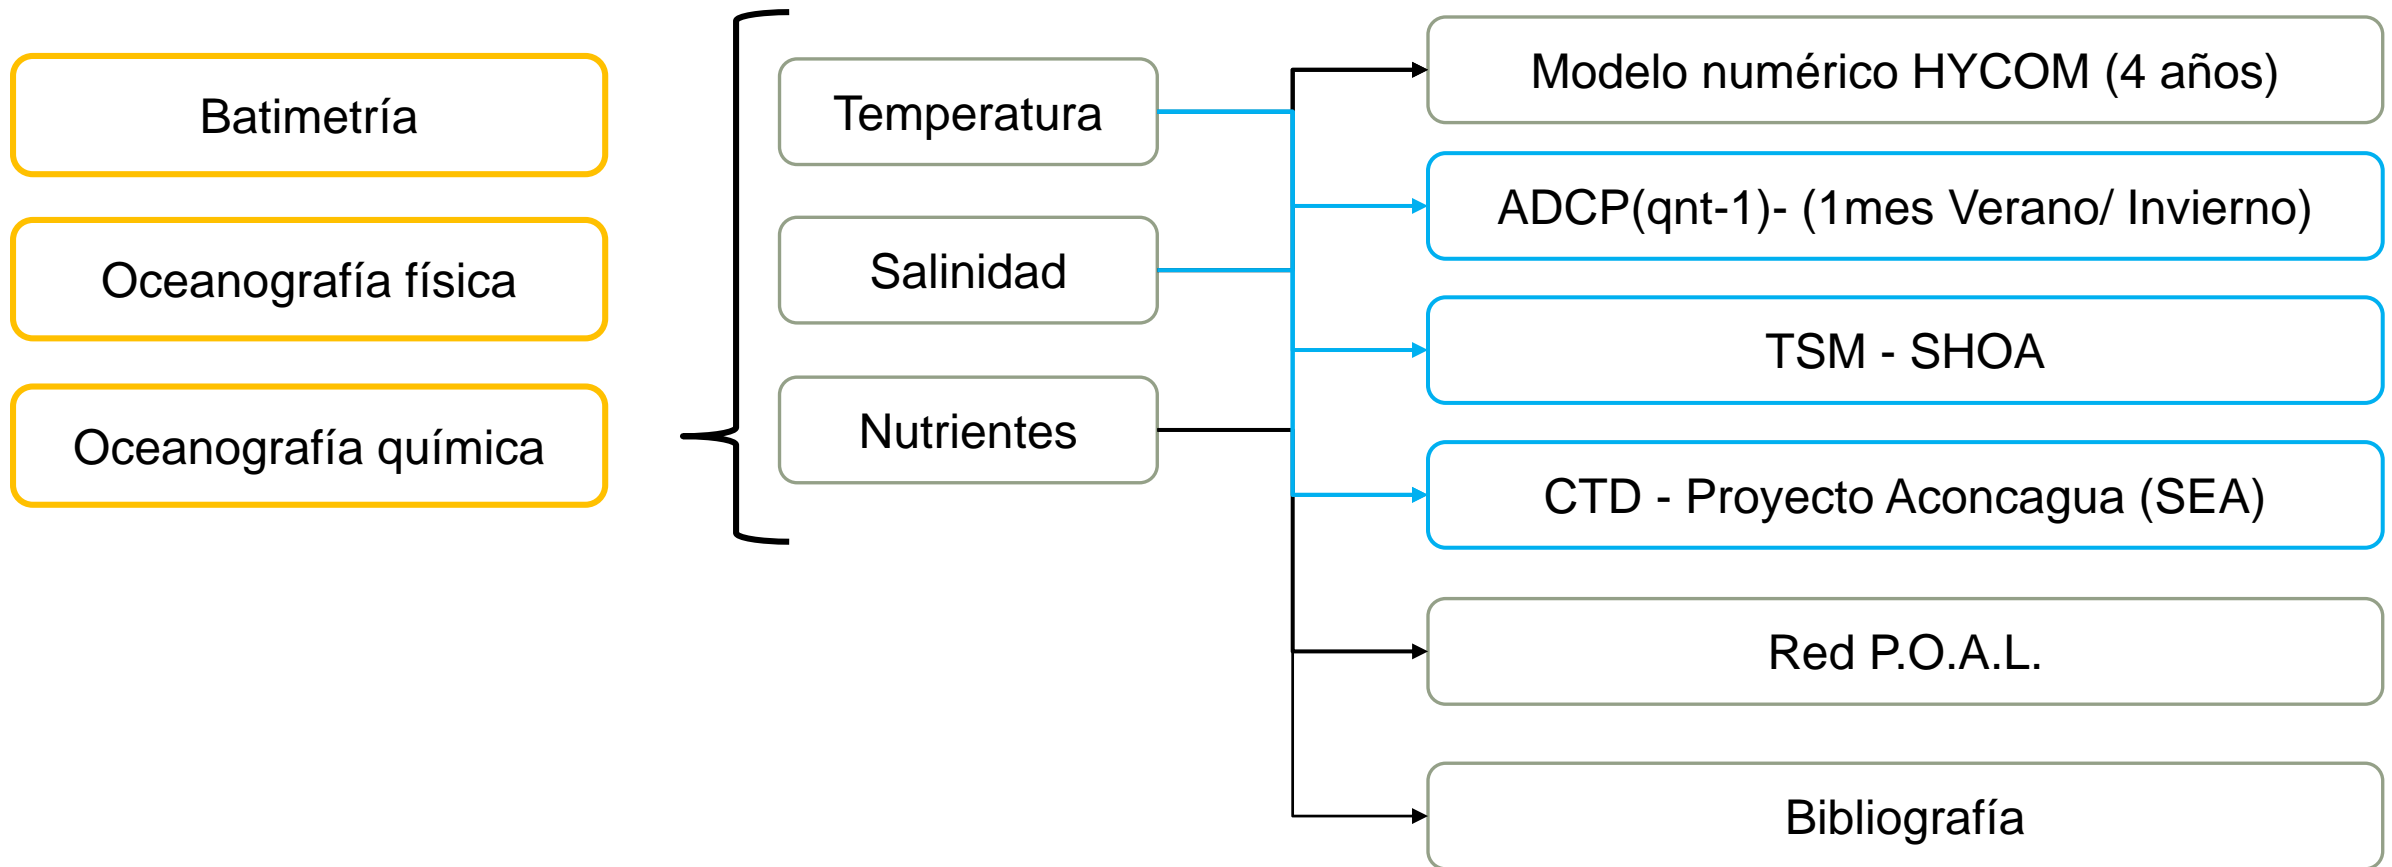 Batimetría
Oceanografía física
Oceanografía química
Temperatura
Salinidad
Nutrientes
Modelo numérico HYCOM (4 años)
ADCP(qnt-1)- (1mes Verano/ Invierno)
TSM - SHOA
CTD - Proyecto Aconcagua (SEA)
Red P.O.A.L.
Bibliografía